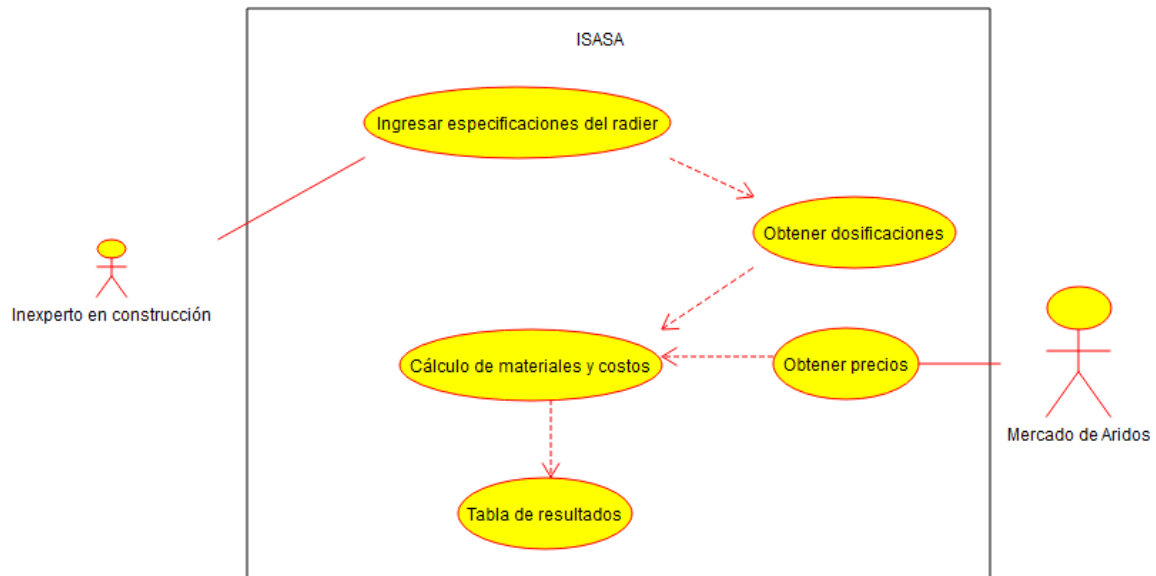 ISASA
Ingresar especificaciones del radier
Obtener dosificaciones
Inexperto en construcción
Cálculo de materiales y costos
Obtener precios
Mercado de Aridos
Tabla de resultados